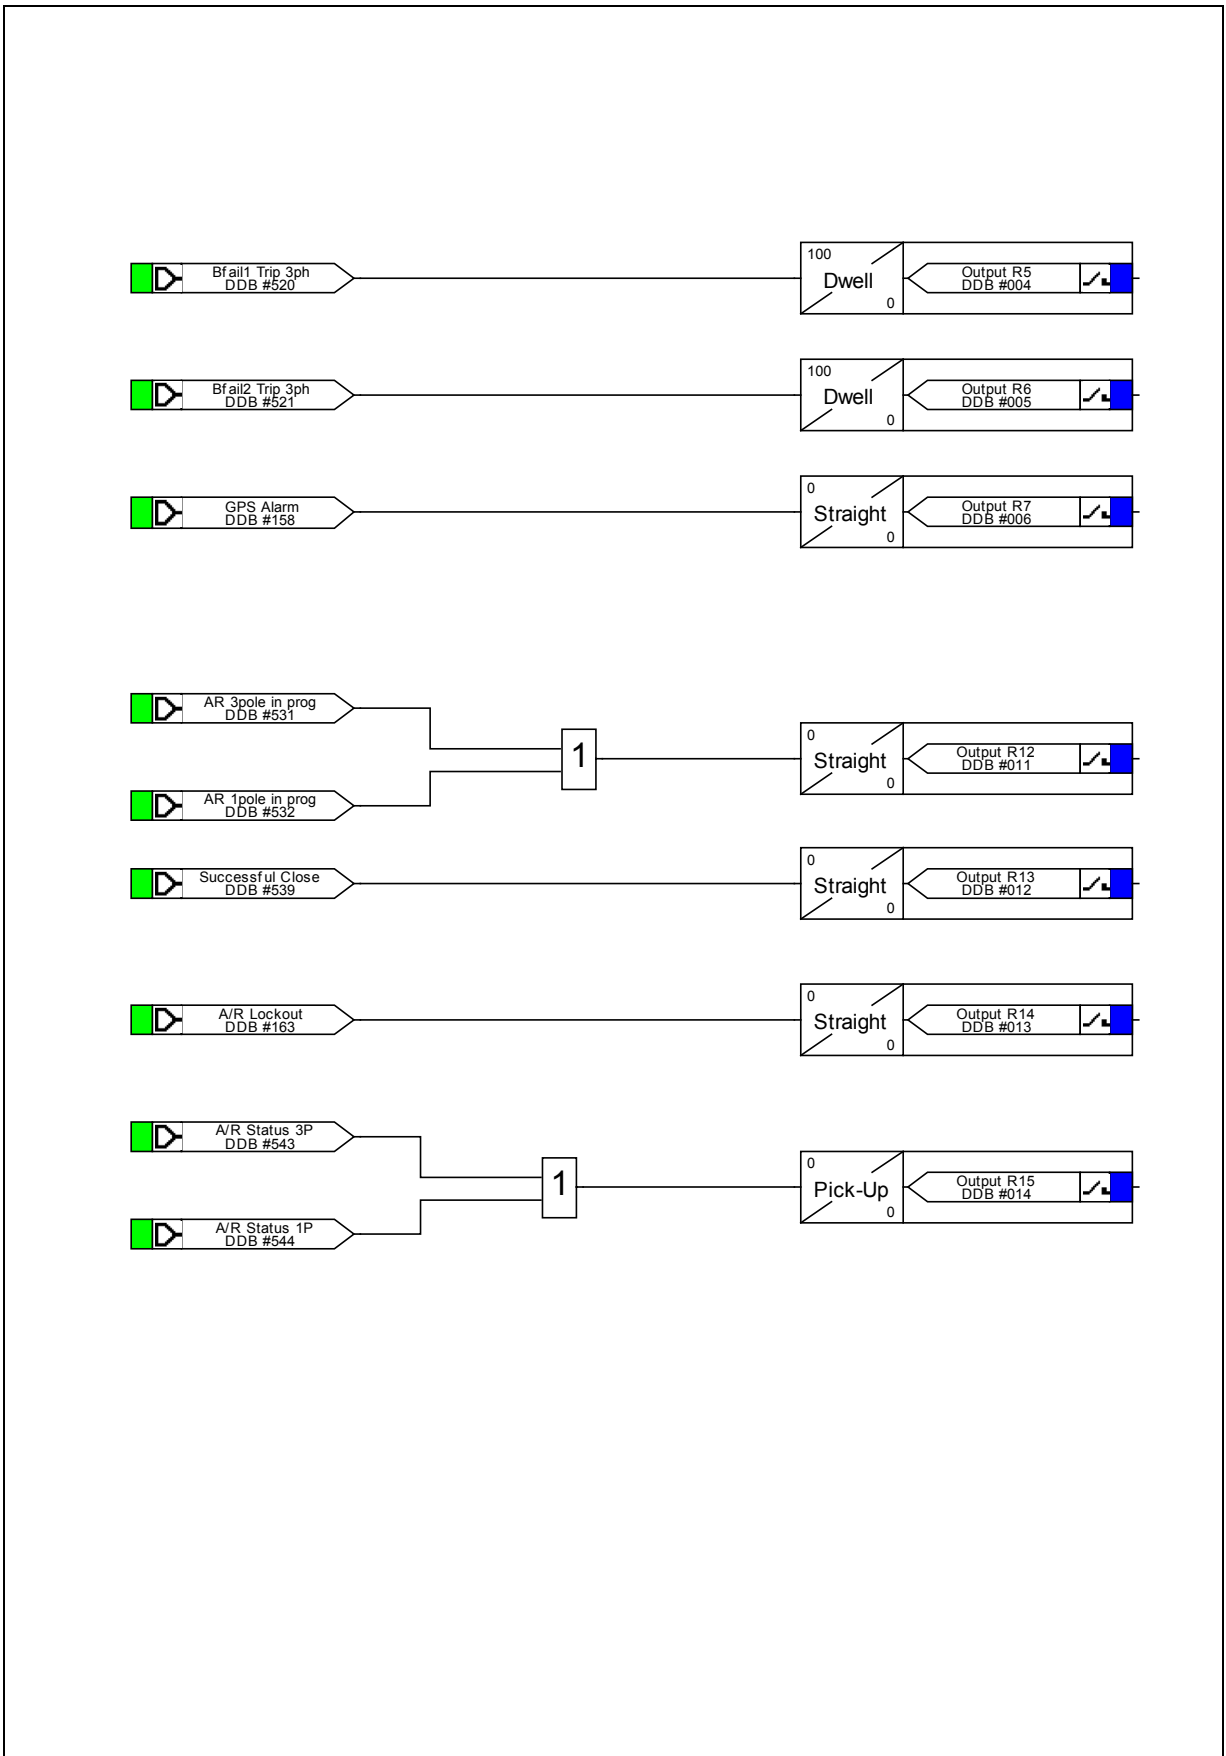 Bfail1 Trip 3ph
DDB #520
100
Dwell
0
Output R5
DDB #004
Bfail2 Trip 3ph
DDB #521
100
Dwell
0
Output R6
DDB #005
GPS Alarm
DDB #158
0
Straight
0
Output R7
DDB #006
AR 3pole in prog
DDB #531
AR 1pole in prog
DDB #532
1
0
Straight
0
Output R12
DDB #011
Successful Close
DDB #539
0
Straight
0
Output R13
DDB #012
A/R Lockout
DDB #163
0
Straight
0
Output R14
DDB #013
A/R Status 3P
DDB #543
A/R Status 1P
DDB #544
1
0
Pick-Up
0
Output R15
DDB #014